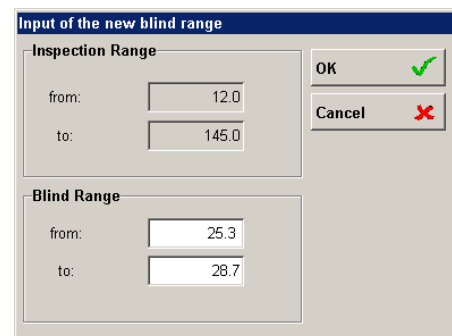 Input of the new blind range
Inspection Range
from: 12.0
to: 145.0
OK
Cancel
Blind Range
from: 25.3
to: 28.7